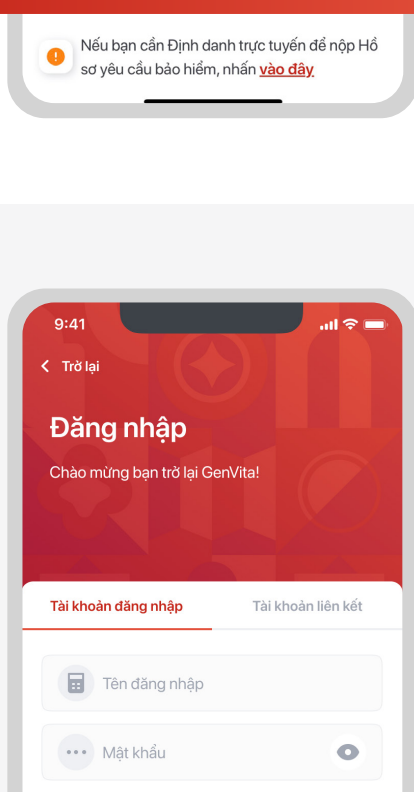 Nếu bạn cần Định danh trực tuyến để nộp Hồ
sơ yêu cầu bảo hiểm, nhấn vào đây
9:41
Trở lại
Đăng nhập
Chào mừng bạn trở lại GenVita!
Tài khoản đăng nhập
Tài khoản liên kết
Tên đăng nhập
Mật khẩu